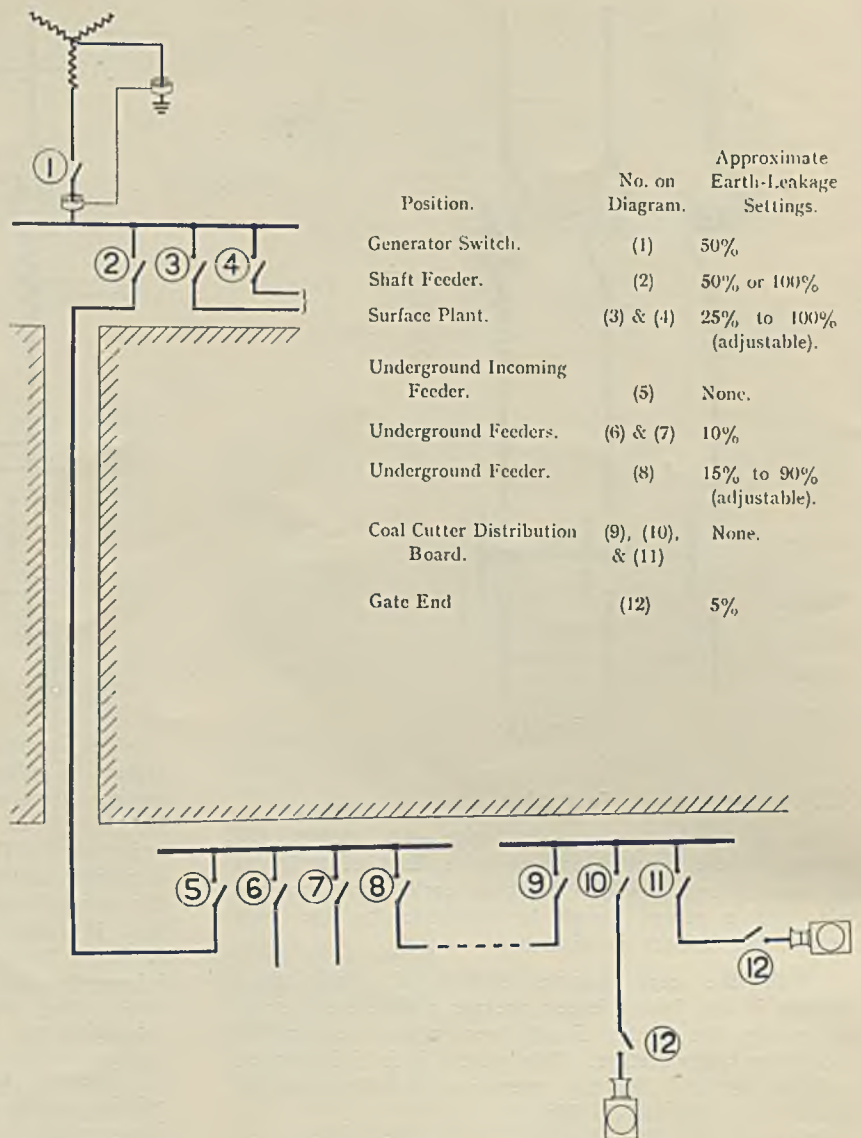 Position. No. on Diagram. Approximate Earth-Leakage Settings.
Generator Switch. (1) 50%
Shaft Feeder. (2) 50% or 100%
Surface Plant. (3) & (4) 25% to 100%
(adjustable).
Underground Incoming
Feeder. (5) None.
Underground Feeders. (6) & (7) 10%
Underground Feeder. (8) 15% to 90%
(adjustable).
Coal Cutter Distribution (9), (10), None.
Board. & (11)
Gate End (12) 5%
1
2 3 4
5 6 7 8 9 10 11
12
12